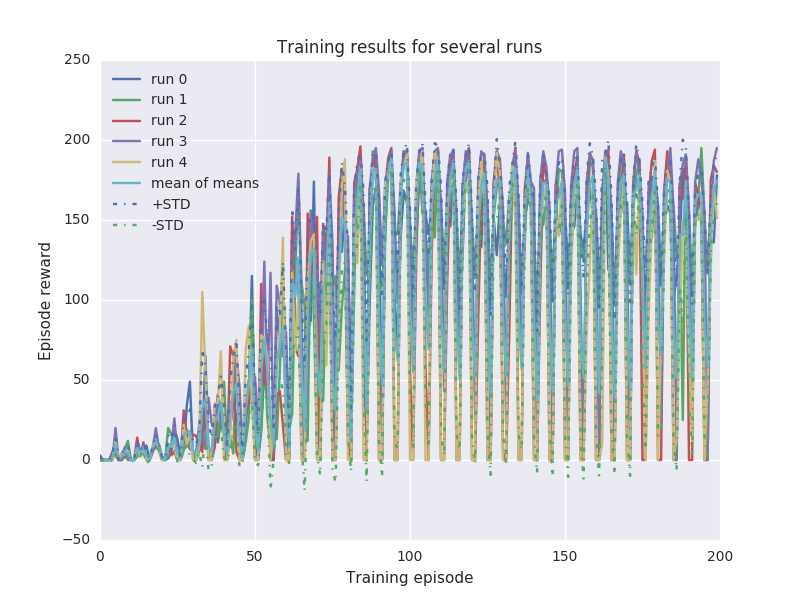 Training results for several runs
250
200
150
100
50
0
−50
run 0
run 1
run 2
run 3
run 4
mean of means
+STD
-STD
Episode reward
0 50 100 150 200
Training episode